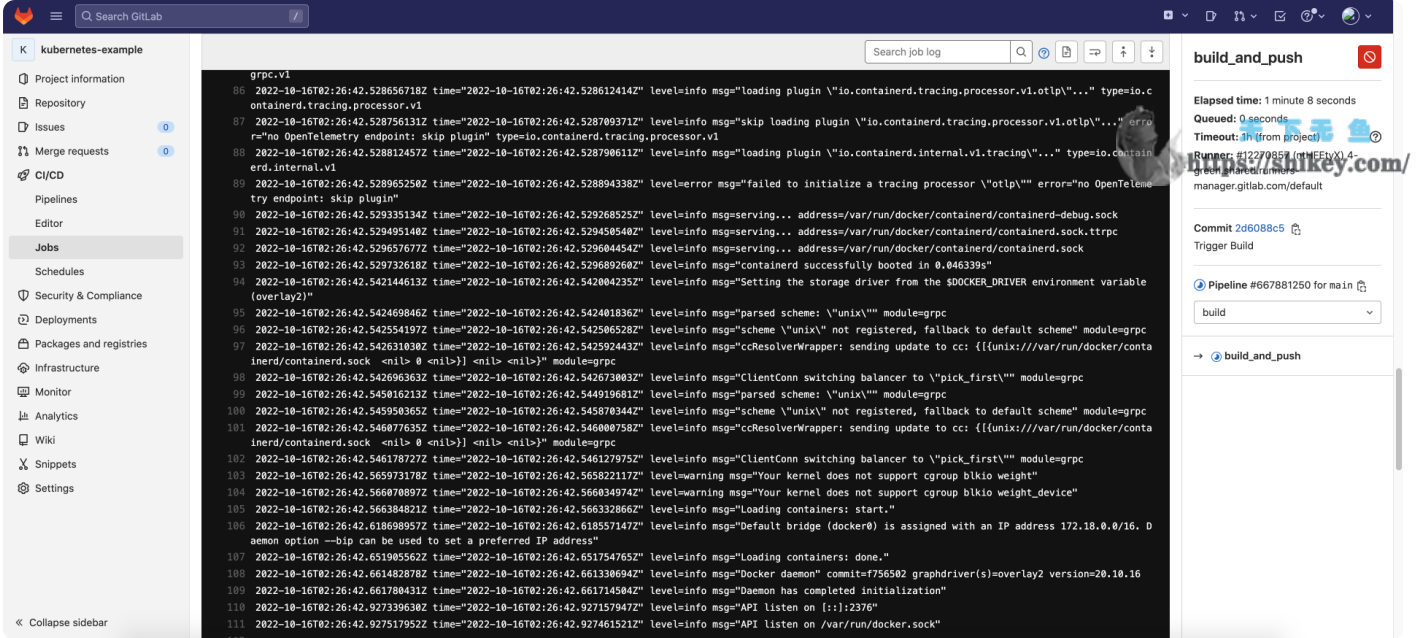 Search GitLab /
K kubernetes-example
Project information
Repository
Issues 0
Merge requests 0
CI/CD
Pipelines
Editor
Jobs
Schedules
Security & Compliance
Deployments
Packages and registries
Infrastructure
Monitor
Analytics
Wiki
Snippets
Settings
Collapse sidebar
Search job log
grpc.v1
86 2022-10-16T02:26:42.528656718Z time="2022-10-16T02:26:42.528612414Z" level=info msg="loading plugin \"io.containerd.tracing.processor.v1.otlp\"..." type=io.c
ontainerd.tracing.processor.v1
87 2022-10-16T02:26:42.528756131Z time="2022-10-16T02:26:42.528709371Z" level=info msg="skip loading plugin \"io.containerd.tracing.processor.v1.otlp\"..." erro
r="no OpenTelemetry endpoint: skip plugin" type=io.containerd.tracing.processor.v1
88 2022-10-16T02:26:42.528812457Z time="2022-10-16T02:26:42.528790611Z" level=info msg="loading plugin \"io.containerd.internal.v1.tracing\"..." type=io.contain
erd.internal.v1
89 2022-10-16T02:26:42.528965250Z time="2022-10-16T02:26:42.528894338Z" level=error msg="failed to initialize a tracing processor \"otlp\"" error="no OpenTeleme
try endpoint: skip plugin"
90 2022-10-16T02:26:42.529335134Z time="2022-10-16T02:26:42.529268525Z" level=info msg=serving... address=/var/run/docker/containerd/containerd-debug.sock
91 2022-10-16T02:26:42.529495140Z time="2022-10-16T02:26:42.529450540Z" level=info msg=serving... address=/var/run/docker/containerd/containerd.sock.ttrpc
92 2022-10-16T02:26:42.529657677Z time="2022-10-16T02:26:42.529604454Z" level=info msg=serving... address=/var/run/docker/containerd/containerd.sock
93 2022-10-16T02:26:42.529732618Z time="2022-10-16T02:26:42.529689260Z" level=info msg="containerd successfully booted in 0.046339s"
94 2022-10-16T02:26:42.542144613Z time="2022-10-16T02:26:42.542004235Z" level=info msg="Setting the storage driver from the $DOCKER_DRIVER environment variable
(overlay2)"
95 2022-10-16T02:26:42.542469846Z time="2022-10-16T02:26:42.542401836Z" level=info msg="parsed scheme: \"unix\"" module=grpc
96 2022-10-16T02:26:42.542554197Z time="2022-10-16T02:26:42.542506528Z" level=info msg="scheme \"unix\" not registered, fallback to default scheme" module=grpc
97 2022-10-16T02:26:42.542631030Z time="2022-10-16T02:26:42.542592443Z" level=info msg="ccResolverWrapper: sending update to cc: {[{unix:///var/run/docker/conta
inerd/containerd.sock  <nil> 0 <nil>}] <nil> <nil>}" module=grpc
98 2022-10-16T02:26:42.542696363Z time="2022-10-16T02:26:42.542673003Z" level=info msg="ClientConn switching balancer to \"pick_first\"" module=grpc
99 2022-10-16T02:26:42.545016213Z time="2022-10-16T02:26:42.544919681Z" level=info msg="parsed scheme: \"unix\"" module=grpc
100 2022-10-16T02:26:42.545950365Z time="2022-10-16T02:26:42.545870344Z" level=info msg="scheme \"unix\" not registered, fallback to default scheme" module=grpc
101 2022-10-16T02:26:42.546077635Z time="2022-10-16T02:26:42.546000758Z" level=info msg="ccResolverWrapper: sending update to cc: {[{unix:///var/run/docker/conta
inerd/containerd.sock  <nil> 0 <nil>}] <nil> <nil>}" module=grpc
102 2022-10-16T02:26:42.546178727Z time="2022-10-16T02:26:42.546127975Z" level=info msg="ClientConn switching balancer to \"pick_first\"" module=grpc
103 2022-10-16T02:26:42.565973178Z time="2022-10-16T02:26:42.565822117Z" level=warning msg="Your kernel does not support cgroup blkio weight"
104 2022-10-16T02:26:42.566070897Z time="2022-10-16T02:26:42.566034974Z" level=warning msg="Your kernel does not support cgroup blkio weight_device"
105 2022-10-16T02:26:42.566384821Z time="2022-10-16T02:26:42.566332866Z" level=info msg="Loading containers: start."
106 2022-10-16T02:26:42.618698957Z time="2022-10-16T02:26:42.618557147Z" level=info msg="Default bridge (docker0) is assigned with an IP address 172.18.0.0/16. D
aemon option --bip can be used to set a preferred IP address"
107 2022-10-16T02:26:42.651905562Z time="2022-10-16T02:26:42.651754765Z" level=info msg="Loading containers: done."
108 2022-10-16T02:26:42.661482878Z time="2022-10-16T02:26:42.661330694Z" level=info msg="Docker daemon" commit=f756502 graphdriver(s)=overlay2 version=20.10.16
109 2022-10-16T02:26:42.661780431Z time="2022-10-16T02:26:42.661714504Z" level=info msg="Daemon has completed initialization"
110 2022-10-16T02:26:42.927339630Z time="2022-10-16T02:26:42.927157947Z" level=info msg="API listen on [::]:2376"
111 2022-10-16T02:26:42.927517952Z time="2022-10-16T02:26:42.927461521Z" level=info msg="API listen on /var/run/docker.sock"
build_and_push
Elapsed time: 1 minute 8 seconds
Queued: 0 seconds
Timeout: 1h (from project)
天下无鱼
Runner: #12270857 (ntHFEtyX) 4-
https://shikey.com/
green.shared.runners-
manager.gitlab.com/default
Commit 2d6088c5
Trigger Build
Pipeline #667881250 for main
build
→ build_and_push